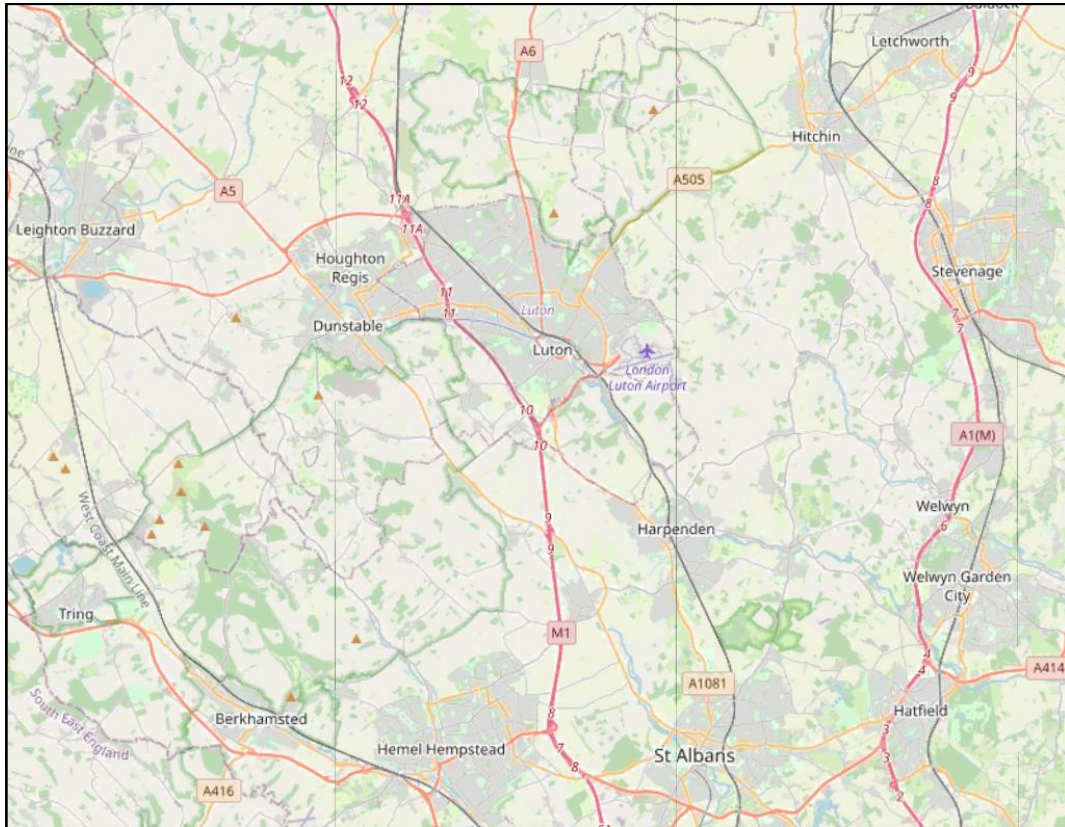 Baldock
Letchworth
A6
12
12
9
9
Hitchin
A505
A5
11A
11A
8
8
Leighton Buzzard
Houghton
Regis
Stevenage
11
11
Luton
7
7
Dunstable
Luton
London
Luton Airport
10
10
A1(M)
West Coast Main Line
Welwyn
6
9
9
Harpenden
Welwyn Garden
City
Tring
M1
4
4
A414
A1081
South East
England
8
Berkhamsted
Hatfield
Hemel Hempstead
7
8
St Albans
3
3
A416
2